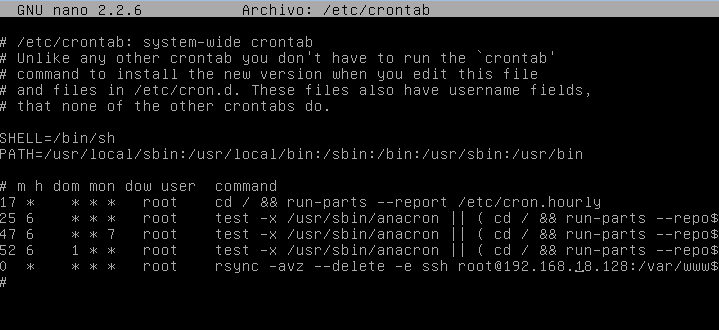 GNU nano 2.2.6 Archivo: /etc/crontab
# /etc/crontab: system-wide crontab
# Unlike any other crontab you don't have to run the `crontab'
# command to install the new version when you edit this file
# and files in /etc/cron.d. These files also have username fields,
# that none of the other crontabs do.
SHELL=/bin/sh
PATH=/usr/local/sbin:/usr/local/bin:/sbin:/bin:/usr/sbin:/usr/bin
# m h dom mon dow user command
17 * * * * root cd / && run-parts --report /etc/cron.hourly
25 6 * * * root test -x /usr/sbin/anacron || ( cd / && run-parts --repo$
47 6 * * 7 root test -x /usr/sbin/anacron || ( cd / && run-parts --repo$
52 6 1 * * root test -x /usr/sbin/anacron || ( cd / && run-parts --repo$
0 * * * * root rsync -avz --delete -e ssh root@192.168.18.128:/var/www$
#